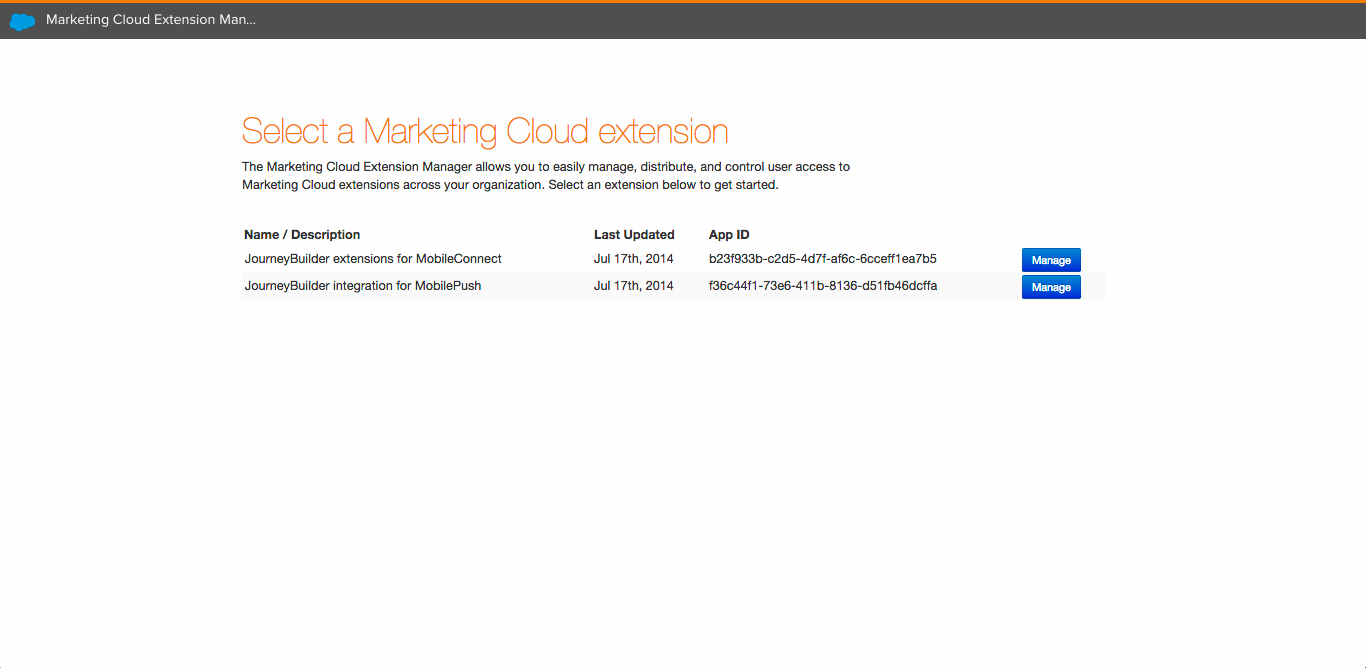 Marketing Cloud Extension Man...
Select a Marketing Cloud extension
The Marketing Cloud Extension Manager allows you to easily manage, distribute, and control user access to
Marketing Cloud extensions across your organization. Select an extension below to get started.
Name / Description Last Updated App ID
JourneyBuilder extensions for MobileConnect Jul 17th, 2014 b23f933b-c2d5-4d7f-af6c-6cceff1ea7b5 Manage
JourneyBuilder integration for MobilePush Jul 17th, 2014 f36c44f1-73e6-411b-8136-d51fb46dcffa Manage